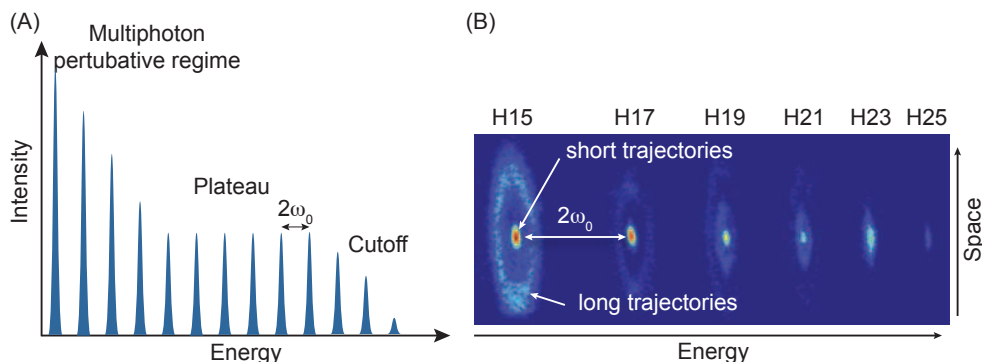 (A)
Multiphoton
pertubative regime
Intensity
Plateau
2ω₀
Cutoff
Energy
(B)
H15 H17 H19 H21 H23 H25
short trajectories
2ω₀
long trajectories
Space
Energy